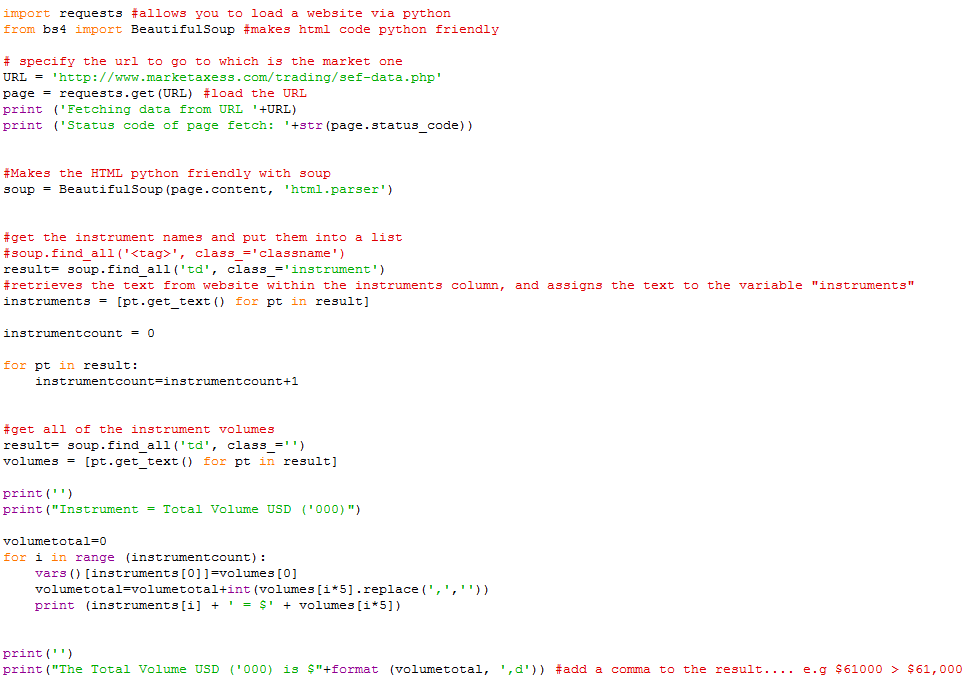 import requests #allows you to load a website via python
from bs4 import BeautifulSoup #makes html code python friendly
# specify the url to go to which is the market one
URL = 'http://www.marketaxess.com/trading/sef-data.php'
page = requests.get(URL) #load the URL
print ('Fetching data from URL '+URL)
print ('Status code of page fetch: '+str(page.status_code))
#Makes the HTML python friendly with soup
soup = BeautifulSoup(page.content, 'html.parser')
#get the instrument names and put them into a list
#soup.find_all('<tag>', class_='classname')
result= soup.find_all('td', class_='instrument')
#retrieves the text from website within the instruments column, and assigns the text to the variable "instruments"
instruments = [pt.get_text() for pt in result]
instrumentcount = 0
for pt in result:
    instrumentcount=instrumentcount+1
#get all of the instrument volumes
result= soup.find_all('td', class_='')
volumes = [pt.get_text() for pt in result]
print('')
print("Instrument = Total Volume USD ('000)")
volumetotal=0
for i in range (instrumentcount):
    vars()[instruments[0]]=volumes[0]
    volumetotal=volumetotal+int(volumes[i*5].replace(',',''))
    print (instruments[i] + ' = $' + volumes[i*5])
print('')
print("The Total Volume USD ('000) is $"+format (volumetotal, ',d')) #add a comma to the result.... e.g $61000 > $61,000